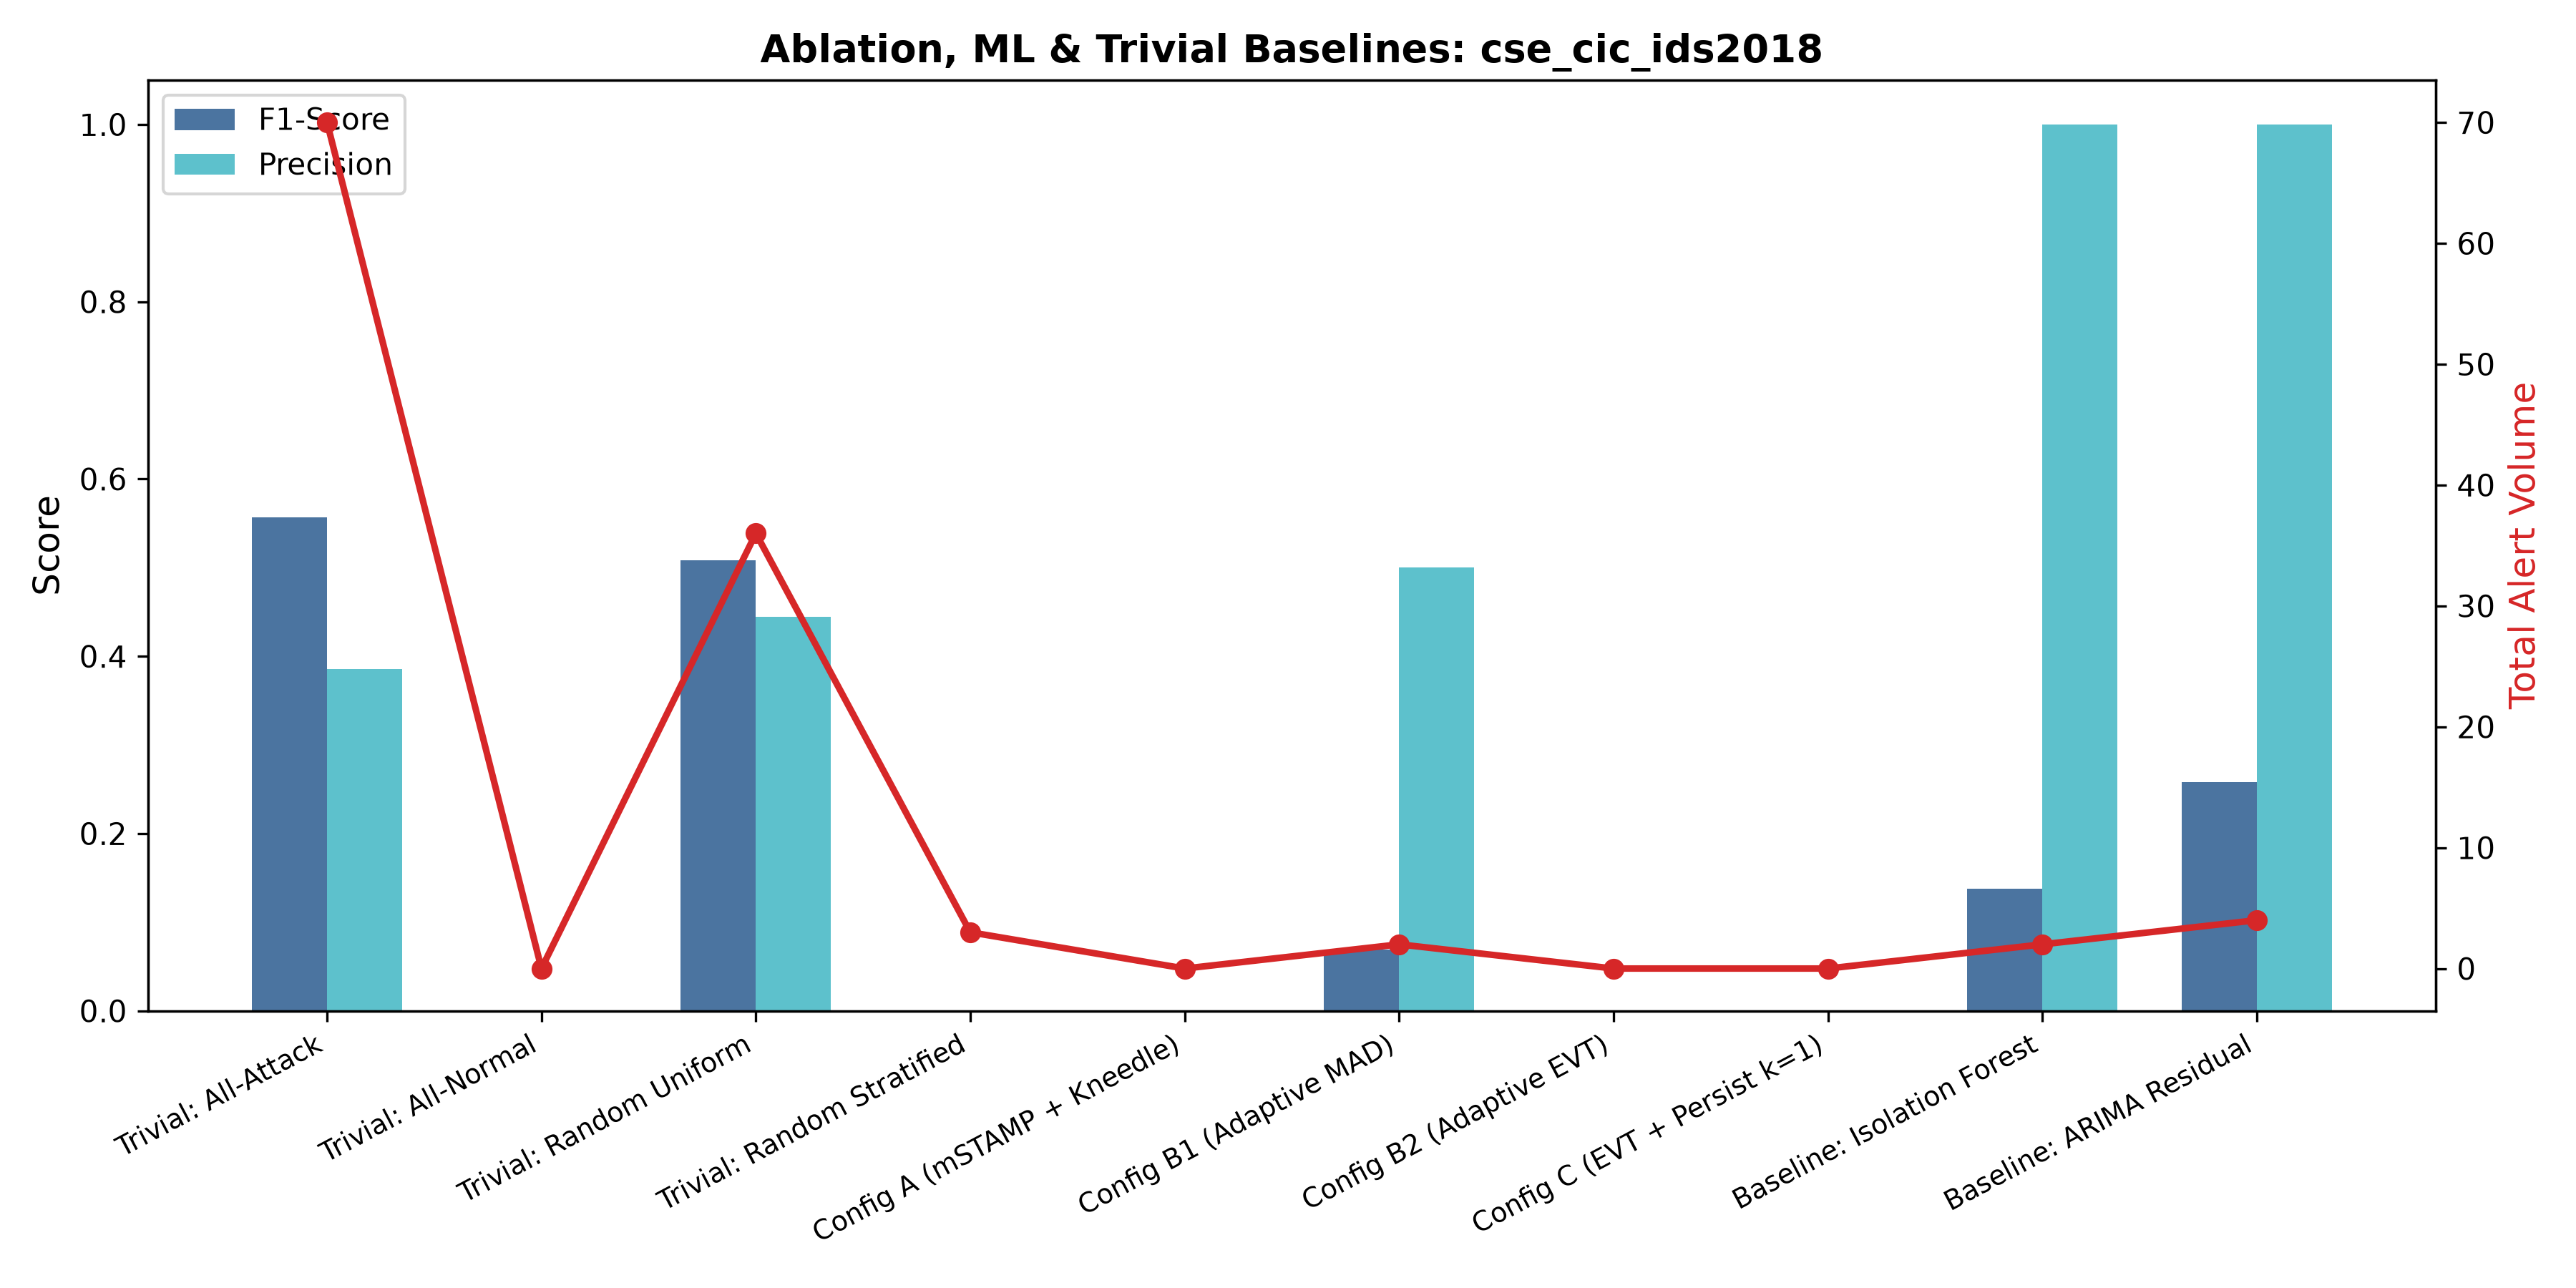 Ablation, ML & Trivial Baselines: cse_cic_ids2018
F1-Score
Precision
Score
1.0
0.8
0.6
0.4
0.2
0.0
Total Alert Volume
70
60
50
40
30
20
10
0
Trivial: All-Attack
Trivial: All-Normal
Trivial: Random Uniform
Trivial: Random Stratified
Config A (mSTAMP + Kneedle)
Config B1 (Adaptive MAD)
Config B2 (Adaptive EVT)
Config C (EVT + Persist k=1)
Baseline: Isolation Forest
Baseline: ARIMA Residual